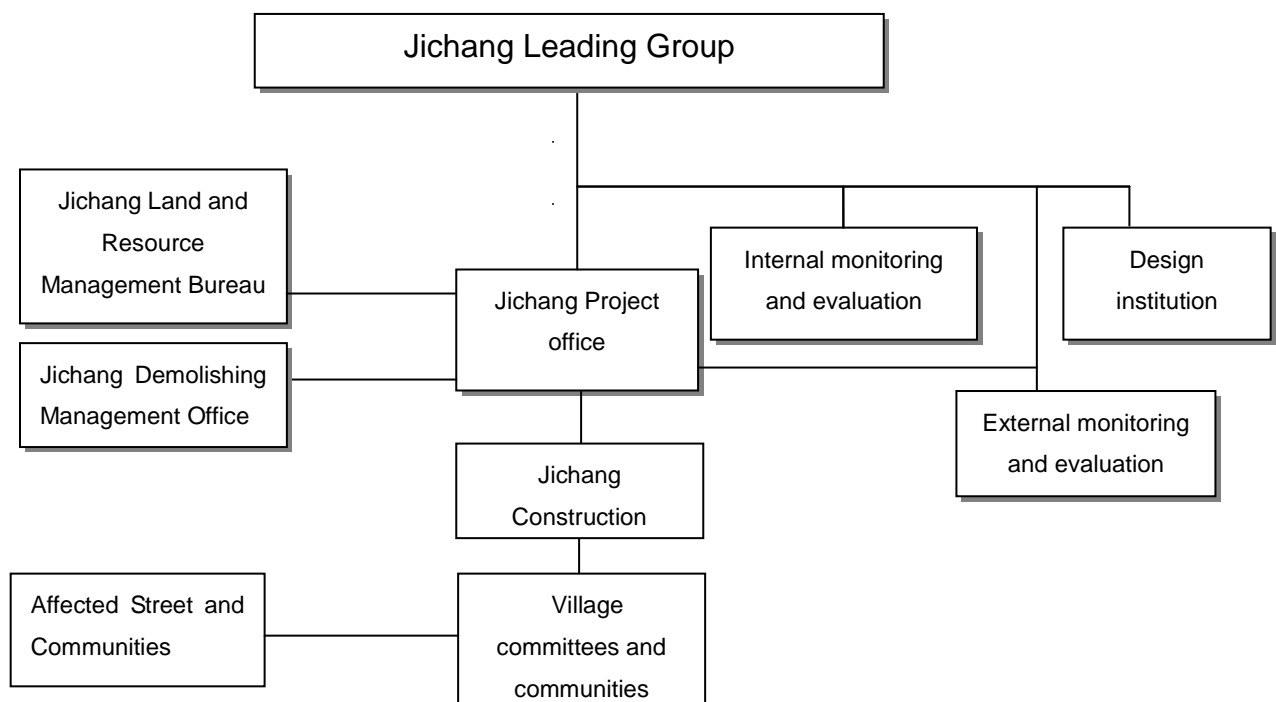 Jichang Leading Group
Jichang Land and
Resource
Management Bureau
Internal monitoring
and evaluation
Design
institution
Jichang Project
office
Jichang Demolishing
Management Office
External monitoring
and evaluation
Jichang
Construction
Affected Street and
Communities
Village
committees and
communities